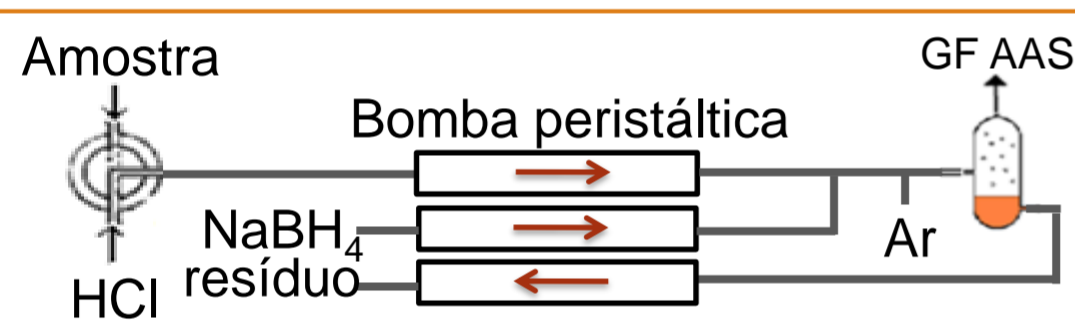 Amostra
GF AAS
Bomba peristáltica
NaBH₄
Ar
resíduo
HCl